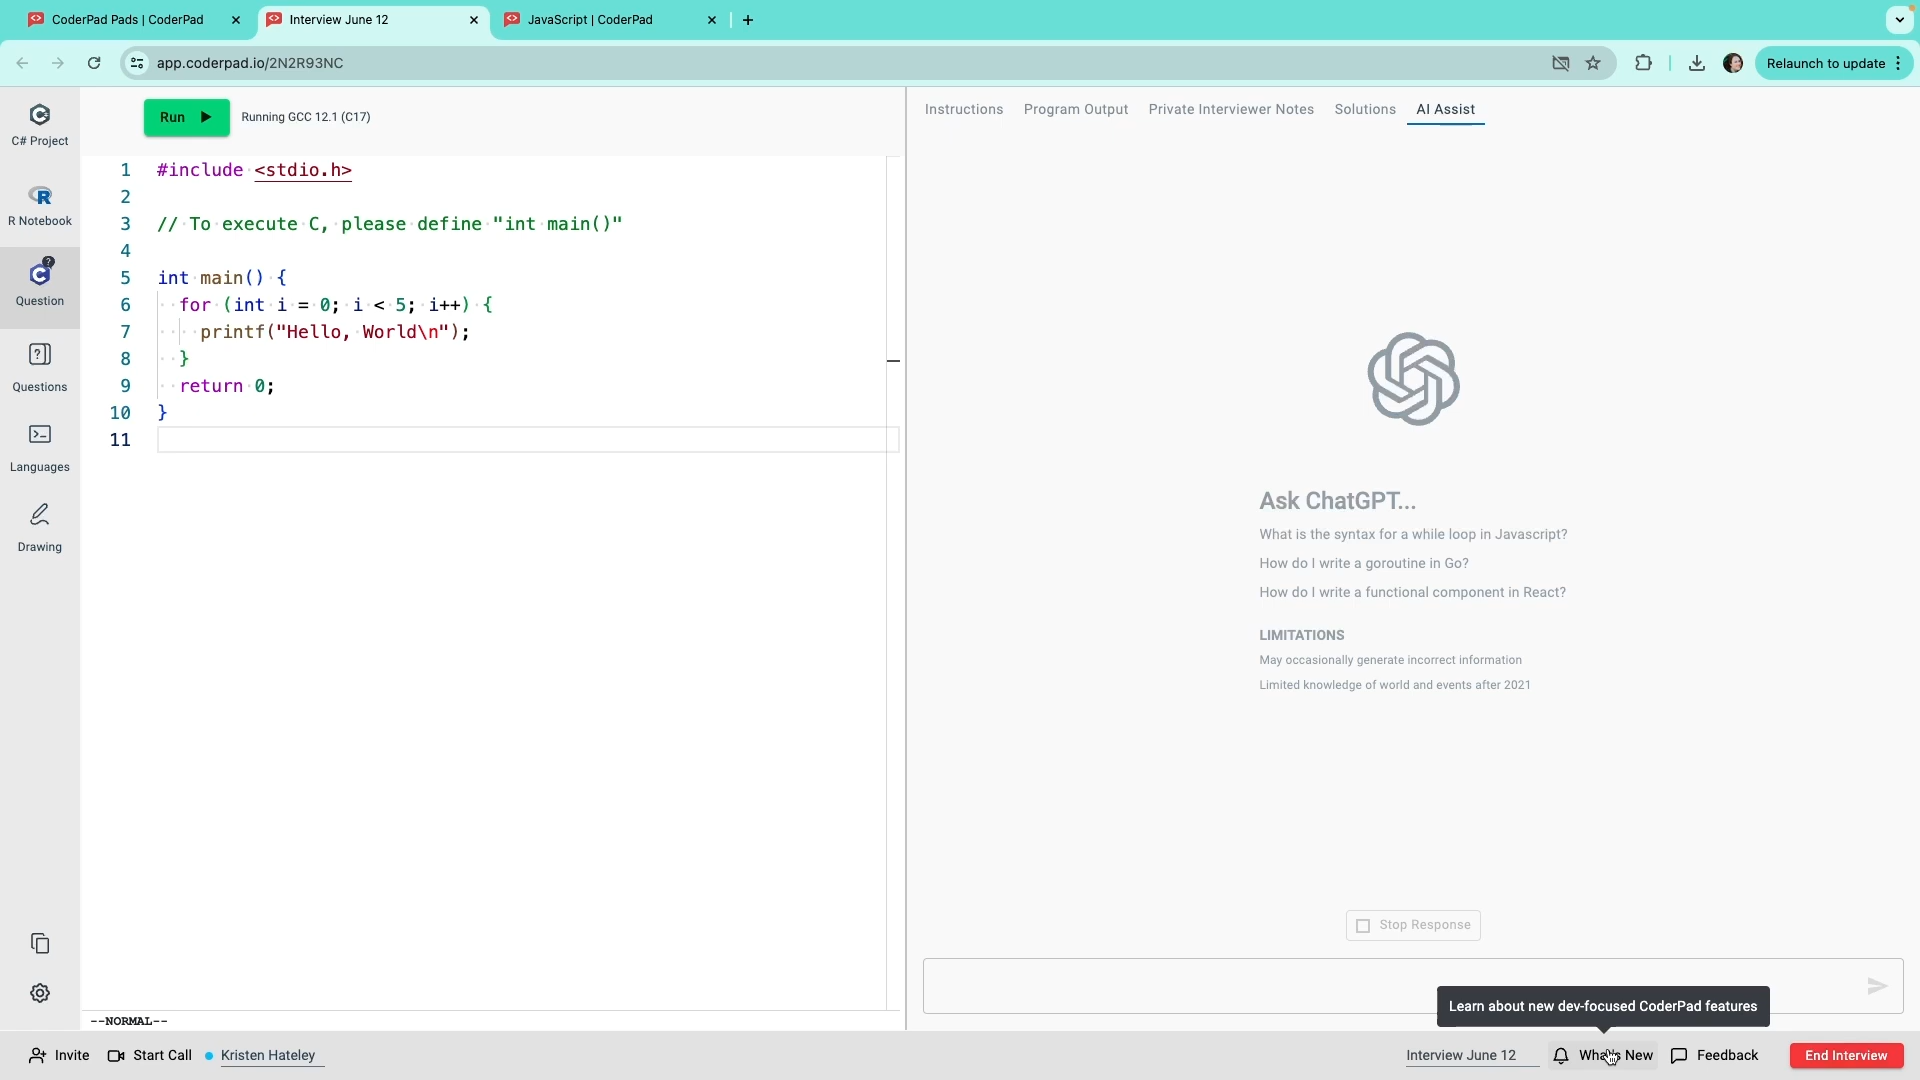 CoderPad Pads | CoderPad
Interview June 12
JavaScript | CoderPad
app.coderpad.io/2N2R93NC
Relaunch to update
C# Project
R Notebook
Question
Questions
Languages
Drawing
Run
Running GCC 12.1 (C17)
1 #include <stdio.h>
2
3 // To execute C, please define "int main()"
4
5 int main() {
6 for (int i = 0; i < 5; i++) {
7 printf("Hello, World\n");
8 }
9 return 0;
10 }
11
--NORMAL--
Instructions
Program Output
Private Interviewer Notes
Solutions
AI Assist
Ask ChatGPT...
What is the syntax for a while loop in Javascript?
How do I write a goroutine in Go?
How do I write a functional component in React?
LIMITATIONS
May occasionally generate incorrect information
Limited knowledge of world and events after 2021
Stop Response
Learn about new dev-focused CoderPad features
Invite
Start Call
Kristen Hateley
Interview June 12
What's New
Feedback
End Interview